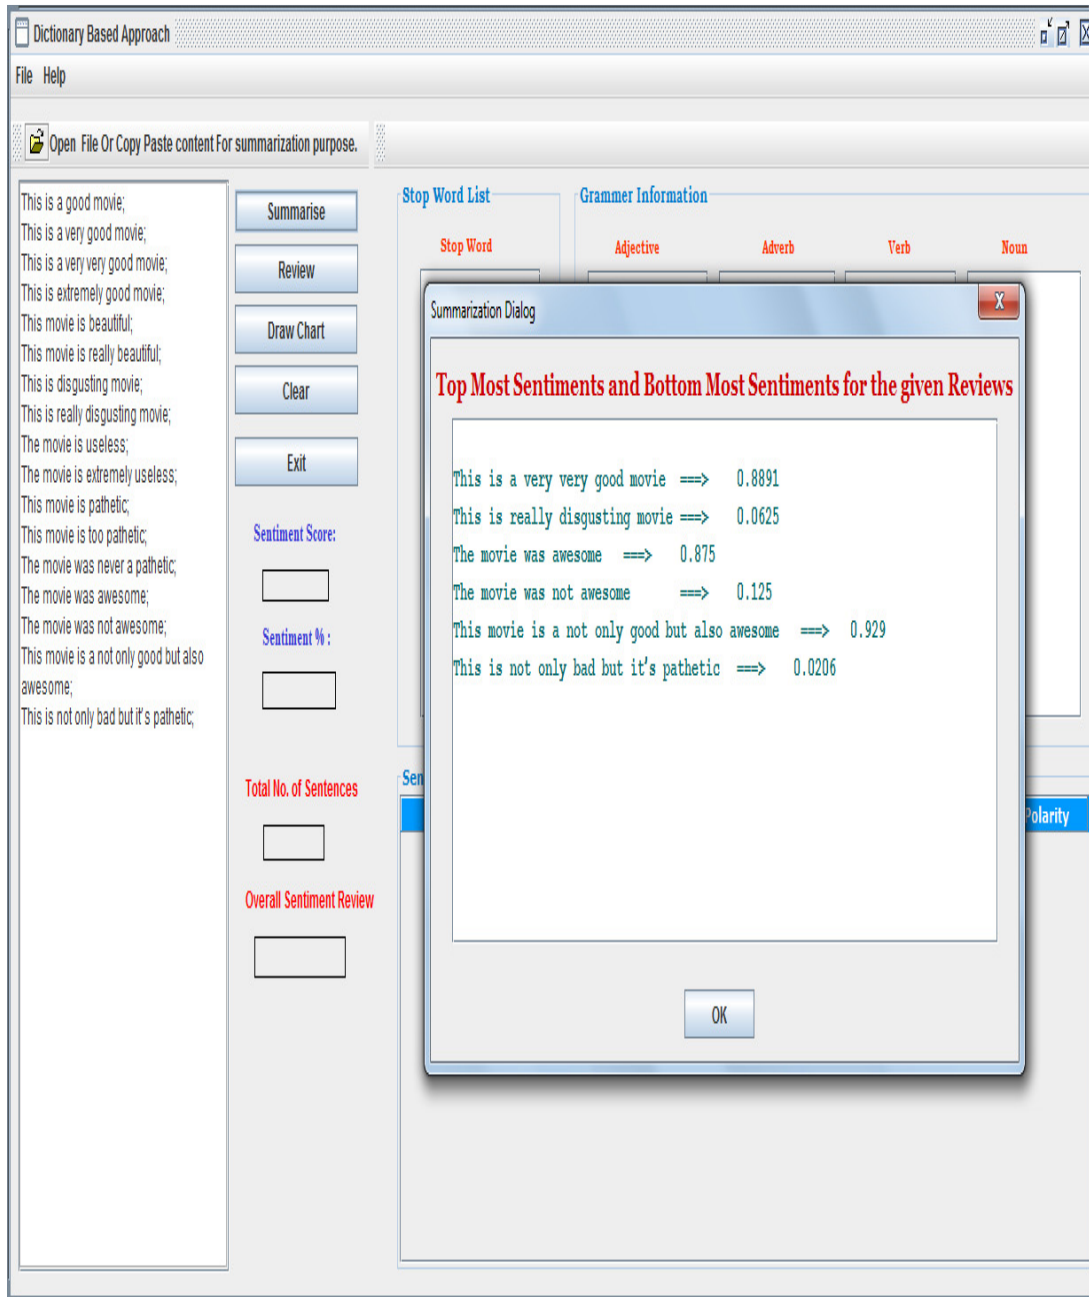 Dictionary Based Approach
File Help
Open File Or Copy Paste content For summarization purpose.
This is a good movie;
This is a very good movie;
This is a very very good movie;
This is extremely good movie;
This movie is beautiful;
This movie is really beautiful;
This is disgusting movie;
This is really disgusting movie;
The movie is useless;
The movie is extremely useless;
This movie is pathetic;
This movie is too pathetic;
The movie was never a pathetic;
The movie was awesome;
The movie was not awesome;
This movie is a not only good but also
awesome;
This is not only bad but it's pathetic;
Summarise
Review
Draw Chart
Clear
Exit
Sentiment Score:
Sentiment % :
Total No. of Sentences
Overall Sentiment Review
Stop Word List
Stop Word
Grammer Information
Adjective Adverb Verb Noun
Summarization Dialog
X
Top Most Sentiments and Bottom Most Sentiments for the given Reviews
This is a very very good movie ===> 0.8891
This is really disgusting movie ===> 0.0625
The movie was awesome ===> 0.875
The movie was not awesome ===> 0.125
This movie is a not only good but also awesome ===> 0.929
This is not only bad but it's pathetic ===> 0.0206
OK
Sen
Polarity